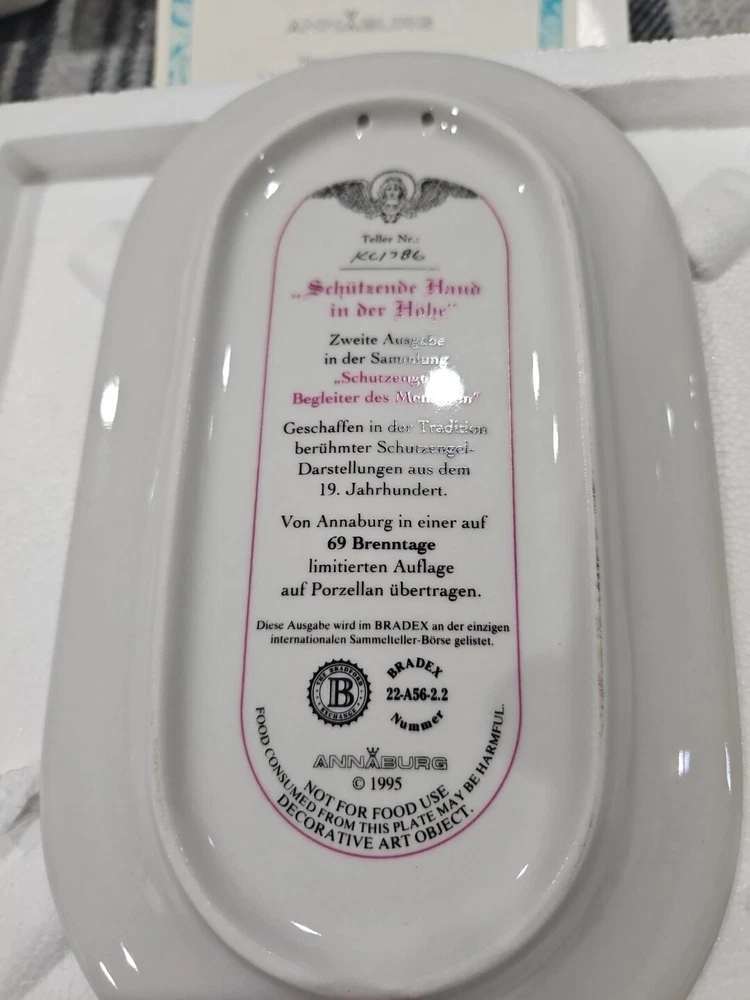 ANNABURG
Teller Nr.:
KC1786
„Schützende Hand
in der Höhe“
Zweite Ausgabe
in der Sammlung
Begleiter des
Geschaffen in der Tradition
berühmter Schutzengel-
Darstellungen aus dem
19. Jahrhundert.
Von Annaburg in einer auf
69 Brenntage
limitierten Auflage
auf Porzellan übertragen.
Diese Ausgabe wird im BRADEX an der einzigen
internationalen Sammelteller-Börse gelistet.
THE BRADFORD
B
EXCHANGE
BRADEX
22-A56-2.2
Nummer
ANNABURG
© 1995
NOT FOR FOOD USE
FOOD CONSUMED FROM THIS PLATE MAY BE HARMFUL.
DECORATIVE ART OBJECT.